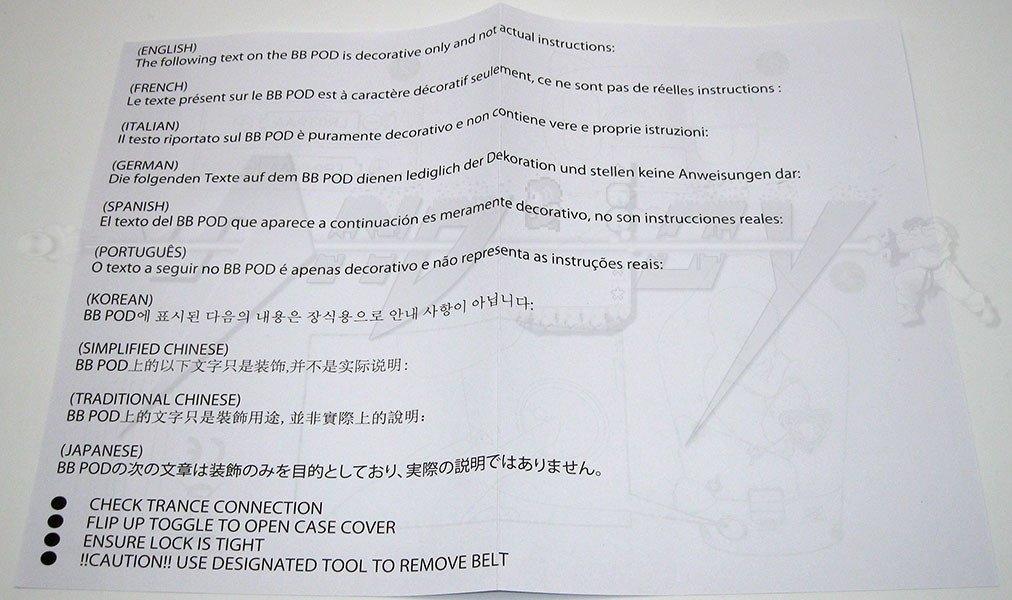 (ENGLISH)
The following text on the BB POD is decorative only and not actual instructions:
(FRENCH)
Le texte présent sur le BB POD est à caractère décoratif seulement, ce ne sont pas de réelles instructions :
(ITALIAN)
Il testo riportato sul BB POD è puramente decorativo e non contiene vere e proprie istruzioni:
(GERMAN)
Die folgenden Texte auf dem BB POD dienen lediglich der Dekoration und stellen keine Anweisungen dar:
(SPANISH)
El texto del BB POD que aparece a continuación es meramente decorativo, no son instrucciones reales:
(PORTUGUÊS)
O texto a seguir no BB POD é apenas decorativo e não representa as instruções reais:
(KOREAN)
BB POD에 표시된 다음의 내용은 장식용으로 안내 사항이 아닙니다:
(SIMPLIFIED CHINESE)
BB POD上的以下文字只是装饰,并不是实际说明:
(TRADITIONAL CHINESE)
BB POD上的文字只是裝飾用途, 並非實際上的說明:
(JAPANESE)
BB PODの次の文章は装飾のみを目的としており、実際の説明ではありません。
● CHECK TRANCE CONNECTION
● FLIP UP TOGGLE TO OPEN CASE COVER
● ENSURE LOCK IS TIGHT
● !!CAUTION!! USE DESIGNATED TOOL TO REMOVE BELT